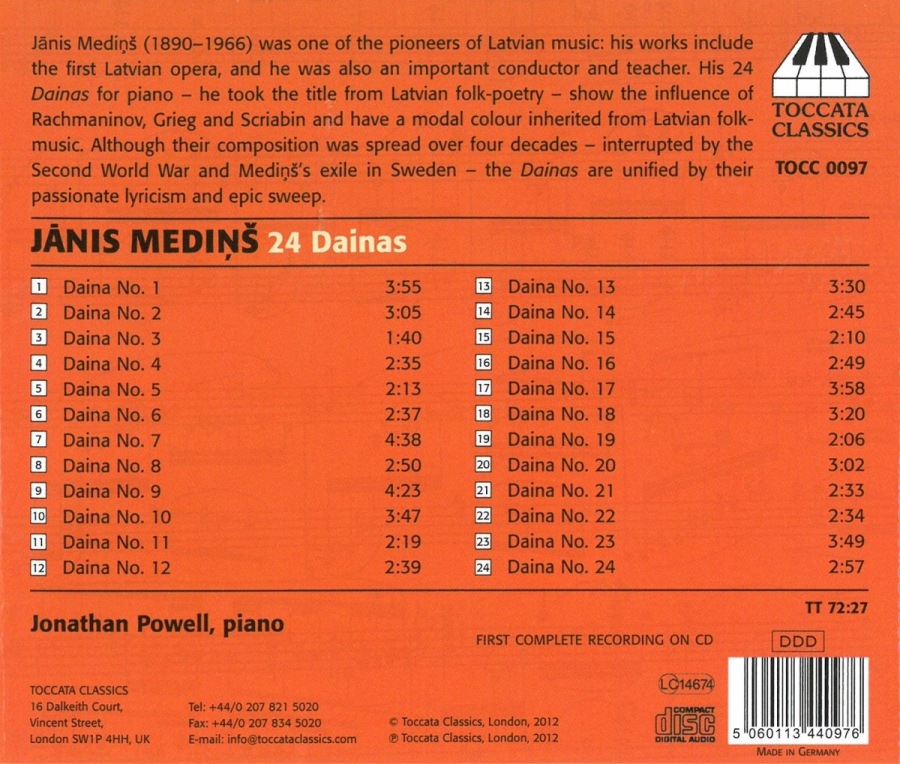 Jānis Mediņš (1890–1966) was one of the pioneers of Latvian music: his works include
the first Latvian opera, and he was also an important conductor and teacher. His 24
Dainas for piano – he took the title from Latvian folk-poetry – show the influence of
Rachmaninov, Grieg and Scriabin and have a modal colour inherited from Latvian folk-
music. Although their composition was spread over four decades – interrupted by the
Second World War and Mediņš's exile in Sweden – the Dainas are unified by their
passionate lyricism and epic sweep.
TOCCATA
CLASSICS
TOCC 0097
JĀNIS MEDIŅŠ 24 Dainas
1 Daina No. 1 3:55
2 Daina No. 2 3:05
3 Daina No. 3 1:40
4 Daina No. 4 2:35
5 Daina No. 5 2:13
6 Daina No. 6 2:37
7 Daina No. 7 4:38
8 Daina No. 8 2:50
9 Daina No. 9 4:23
10 Daina No. 10 3:47
11 Daina No. 11 2:19
12 Daina No. 12 2:39
13 Daina No. 13 3:30
14 Daina No. 14 2:45
15 Daina No. 15 2:10
16 Daina No. 16 2:49
17 Daina No. 17 3:58
18 Daina No. 18 3:20
19 Daina No. 19 2:06
20 Daina No. 20 3:02
21 Daina No. 21 2:33
22 Daina No. 22 2:34
23 Daina No. 23 3:49
24 Daina No. 24 2:57
TT 72:27
Jonathan Powell, piano
FIRST COMPLETE RECORDING ON CD
DDD
TOCCATA CLASSICS
16 Dalkeith Court,
Vincent Street,
London SW1P 4HH, UK
Tel: +44/0 207 821 5020
Fax: +44/0 207 834 5020
E-mail: info@toccataclassics.com
© Toccata Classics, London, 2012
℗ Toccata Classics, London, 2012
LC14674
COMPACT
disc
DIGITAL AUDIO
5 060113 440976
MADE IN GERMANY